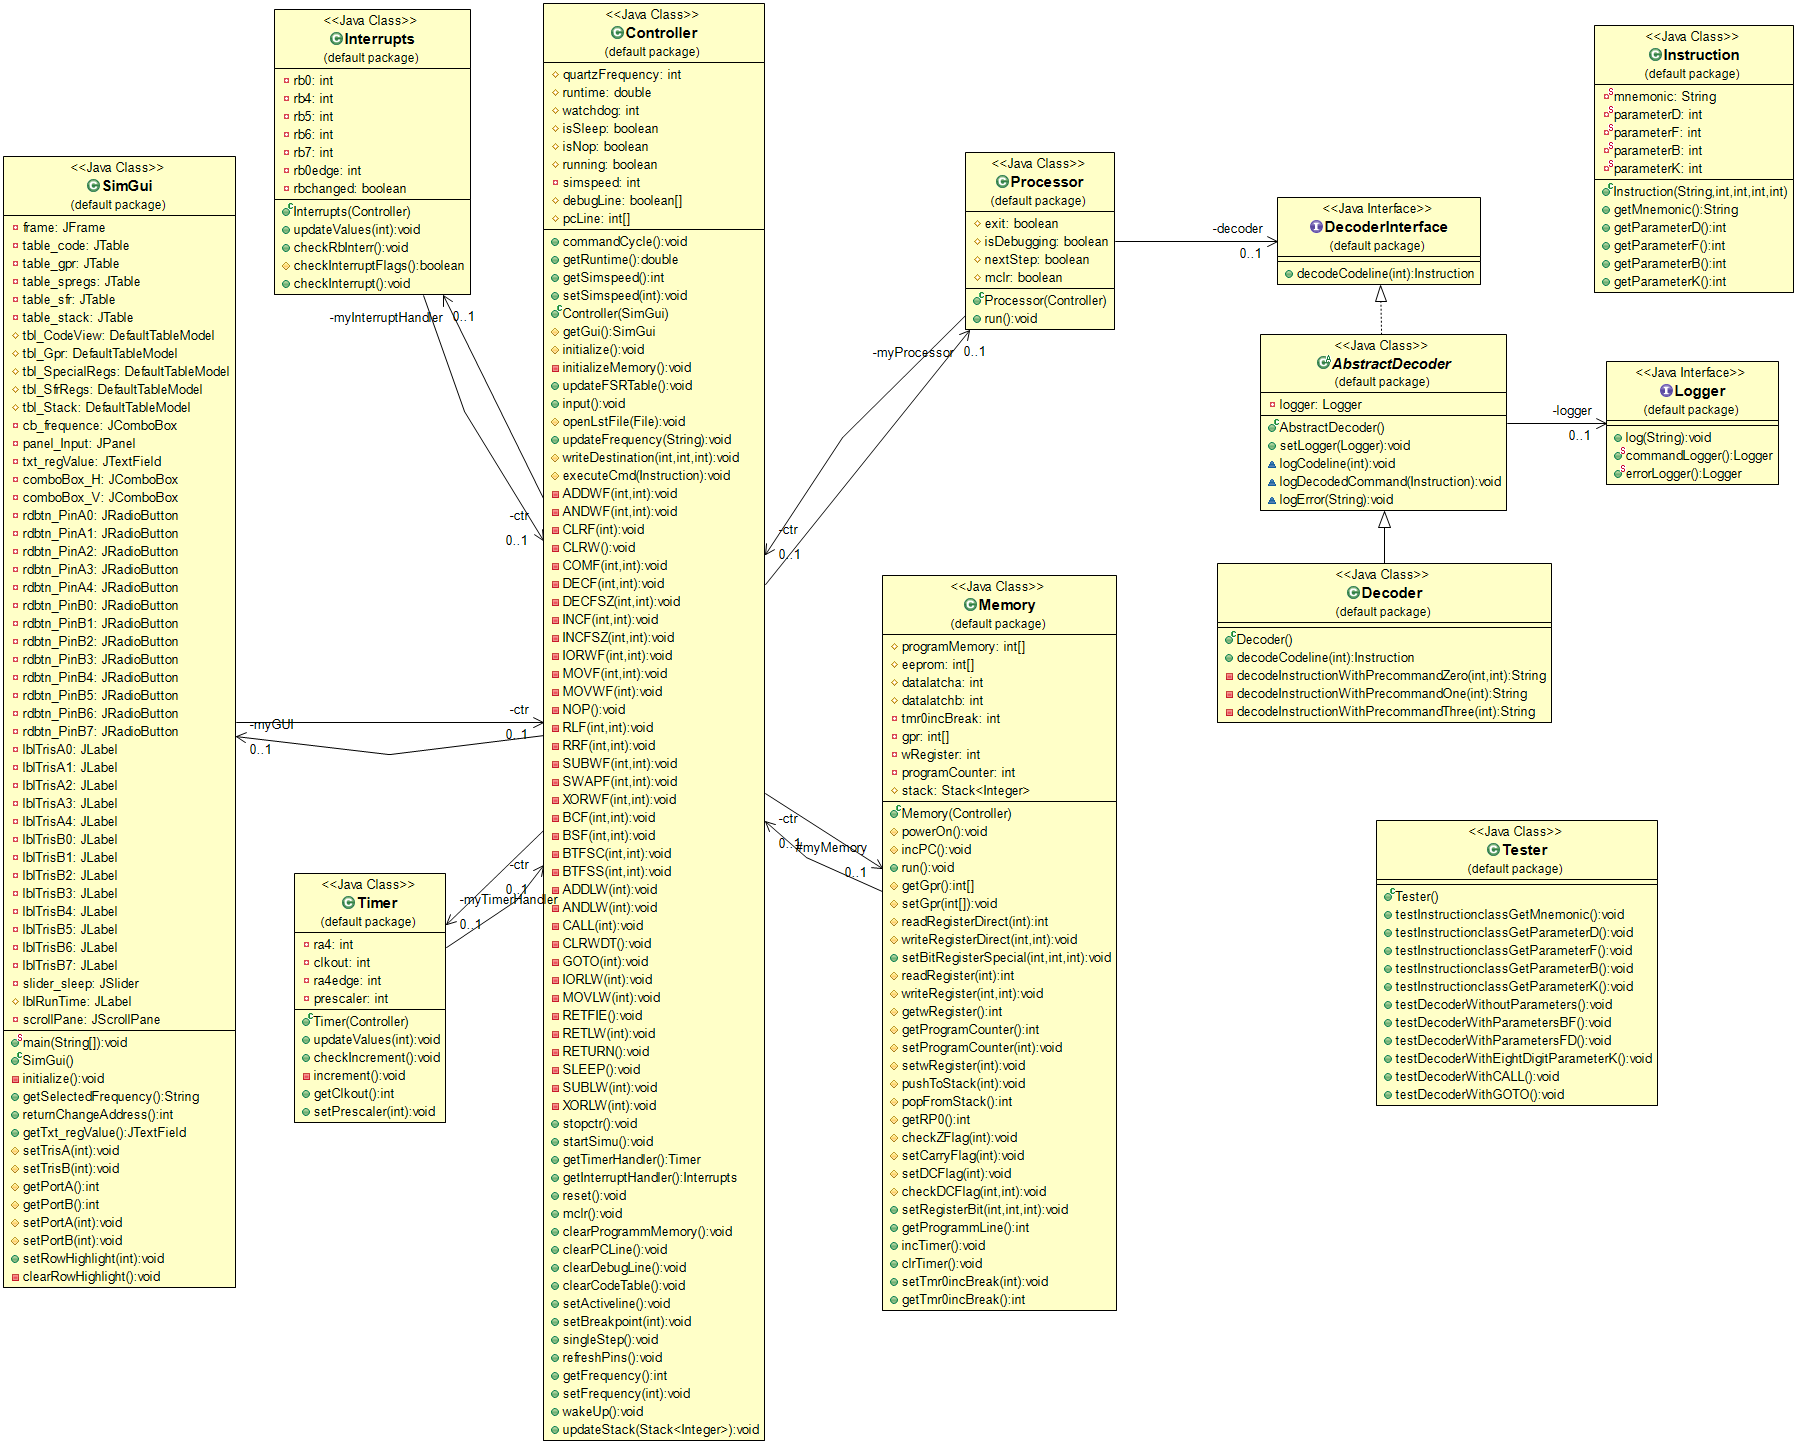 <<Java Class>>
SimGui
(default package)
frame: JFrame
table_code: JTable
table_gpr: JTable
table_spregs: JTable
table_sfr: JTable
table_stack: JTable
tbl_CodeView: DefaultTableModel
tbl_Gpr: DefaultTableModel
tbl_SpecialRegs: DefaultTableModel
tbl_SfrRegs: DefaultTableModel
tbl_Stack: DefaultTableModel
cb_frequence: JComboBox
panel_Input: JPanel
txt_regValue: JTextField
comboBox_H: JComboBox
comboBox_V: JComboBox
rdbtn_PinA0: JRadioButton
rdbtn_PinA1: JRadioButton
rdbtn_PinA2: JRadioButton
rdbtn_PinA3: JRadioButton
rdbtn_PinA4: JRadioButton
rdbtn_PinB0: JRadioButton
rdbtn_PinB1: JRadioButton
rdbtn_PinB2: JRadioButton
rdbtn_PinB3: JRadioButton
rdbtn_PinB4: JRadioButton
rdbtn_PinB5: JRadioButton
rdbtn_PinB6: JRadioButton
rdbtn_PinB7: JRadioButton
lblTrisA0: JLabel
lblTrisA1: JLabel
lblTrisA2: JLabel
lblTrisA3: JLabel
lblTrisA4: JLabel
lblTrisB0: JLabel
lblTrisB1: JLabel
lblTrisB2: JLabel
lblTrisB3: JLabel
lblTrisB4: JLabel
lblTrisB5: JLabel
lblTrisB6: JLabel
lblTrisB7: JLabel
slider_sleep: JSlider
lblRunTime: JLabel
scrollPane: JScrollPane
main(String[]):void
SimGui()
initialize():void
getSelectedFrequency():String
returnChangeAddress():int
getTxt_regValue():JTextField
setTrisA(int):void
setTrisB(int):void
getPortA():int
getPortB():int
setPortA(int):void
setPortB(int):void
setRowHighlight(int):void
clearRowHighlight():void
<<Java Class>>
Interrupts
(default package)
rb0: int
rb4: int
rb5: int
rb6: int
rb7: int
rb0edge: int
rbchanged: boolean
Interrupts(Controller)
updateValues(int):void
checkRbInterr():void
checkInterruptFlags():boolean
checkInterrupt():void
-myInterruptHandler
0..1
-ctr
0..1
-ctr
0..1
-myGUI
0..1
-ctr
0..1
-myTimerHandler
0..1
<<Java Class>>
Timer
(default package)
ra4: int
clkout: int
ra4edge: int
prescaler: int
Timer(Controller)
updateValues(int):void
checkIncrement():void
increment():void
getClkout():int
setPrescaler(int):void
<<Java Class>>
Controller
(default package)
quartzFrequency: int
runtime: double
watchdog: int
isSleep: boolean
isNop: boolean
running: boolean
simspeed: int
debugLine: boolean[]
pcLine: int[]
commandCycle():void
getRuntime():double
getSimspeed():int
setSimspeed(int):void
Controller(SimGui)
getGui():SimGui
initialize():void
initializeMemory():void
updateFSRTable():void
input():void
openLstFile(File):void
updateFrequency(String):void
writeDestination(int,int,int):void
executeCmd(Instruction):void
ADDWF(int,int):void
ANDWF(int,int):void
CLRF(int):void
CLRW():void
COMF(int,int):void
DECF(int,int):void
DECFSZ(int,int):void
INCF(int,int):void
INCFSZ(int,int):void
IORWF(int,int):void
MOVF(int,int):void
MOVWF(int):void
NOP():void
RLF(int,int):void
RRF(int,int):void
SUBWF(int,int):void
SWAPF(int,int):void
XORWF(int,int):void
BCF(int,int):void
BSF(int,int):void
BTFSC(int,int):void
BTFSS(int,int):void
ADDLW(int):void
ANDLW(int):void
CALL(int):void
CLRWDT():void
GOTO(int):void
IORLW(int):void
MOVLW(int):void
RETFIE():void
RETLW(int):void
RETURN():void
SLEEP():void
SUBLW(int):void
XORLW(int):void
stopctr():void
startSimu():void
getTimerHandler():Timer
getInterruptHandler():Interrupts
reset():void
mclr():void
clearProgrammMemory():void
clearPCLine():void
clearDebugLine():void
clearCodeTable():void
setActiveline():void
setBreakpoint(int):void
singleStep():void
refreshPins():void
getFrequency():int
setFrequency(int):void
wakeUp():void
updateStack(Stack<Integer>):void
<<Java Class>>
Processor
(default package)
exit: boolean
isDebugging: boolean
nextStep: boolean
mclr: boolean
Processor(Controller)
run():void
-myProcessor
0..1
-ctr
0..1
-ctr
0..1
#myMemory
0..1
<<Java Class>>
Memory
(default package)
programMemory: int[]
eeprom: int[]
datalatcha: int
datalatchb: int
tmr0incBreak: int
gpr: int[]
wRegister: int
programCounter: int
stack: Stack<Integer>
Memory(Controller)
powerOn():void
incPC():void
run():void
getGpr():int[]
setGpr(int[]):void
readRegisterDirect(int):int
writeRegisterDirect(int,int):void
setBitRegisterSpecial(int,int,int):void
readRegister(int):int
writeRegister(int,int):void
getwRegister():int
getProgramCounter():int
setProgramCounter(int):void
setwRegister(int):void
pushToStack(int):void
popFromStack():int
getRP0():int
checkZFlag(int):void
setCarryFlag(int):void
setDCFlag(int):void
checkDCFlag(int,int):void
setRegisterBit(int,int,int):void
getProgrammLine():int
incTimer():void
clrTimer():void
setTmr0incBreak(int):void
getTmr0incBreak():int
-decoder
0..1
<<Java Interface>>
DecoderInterface
(default package)
decodeCodeline(int):Instruction
<<Java Class>>
AbstractDecoder
(default package)
logger: Logger
AbstractDecoder()
setLogger(Logger):void
logCodeline(int):void
logDecodedCommand(Instruction):void
logError(String):void
-logger
0..1
<<Java Class>>
Decoder
(default package)
Decoder()
decodeCodeline(int):Instruction
decodeInstructionWithPrecommandZero(int,int):String
decodeInstructionWithPrecommandOne(int):String
decodeInstructionWithPrecommandThree(int):String
<<Java Class>>
Instruction
(default package)
mnemonic: String
parameterD: int
parameterF: int
parameterB: int
parameterK: int
Instruction(String,int,int,int,int)
getMnemonic():String
getParameterD():int
getParameterF():int
getParameterB():int
getParameterK():int
<<Java Interface>>
Logger
(default package)
log(String):void
commandLogger():Logger
errorLogger():Logger
<<Java Class>>
Tester
(default package)
Tester()
testInstructionclassGetMnemonic():void
testInstructionclassGetParameterD():void
testInstructionclassGetParameterF():void
testInstructionclassGetParameterB():void
testInstructionclassGetParameterK():void
testDecoderWithoutParameters():void
testDecoderWithParametersBF():void
testDecoderWithParametersFD():void
testDecoderWithEightDigitParameterK():void
testDecoderWithCALL():void
testDecoderWithGOTO():void